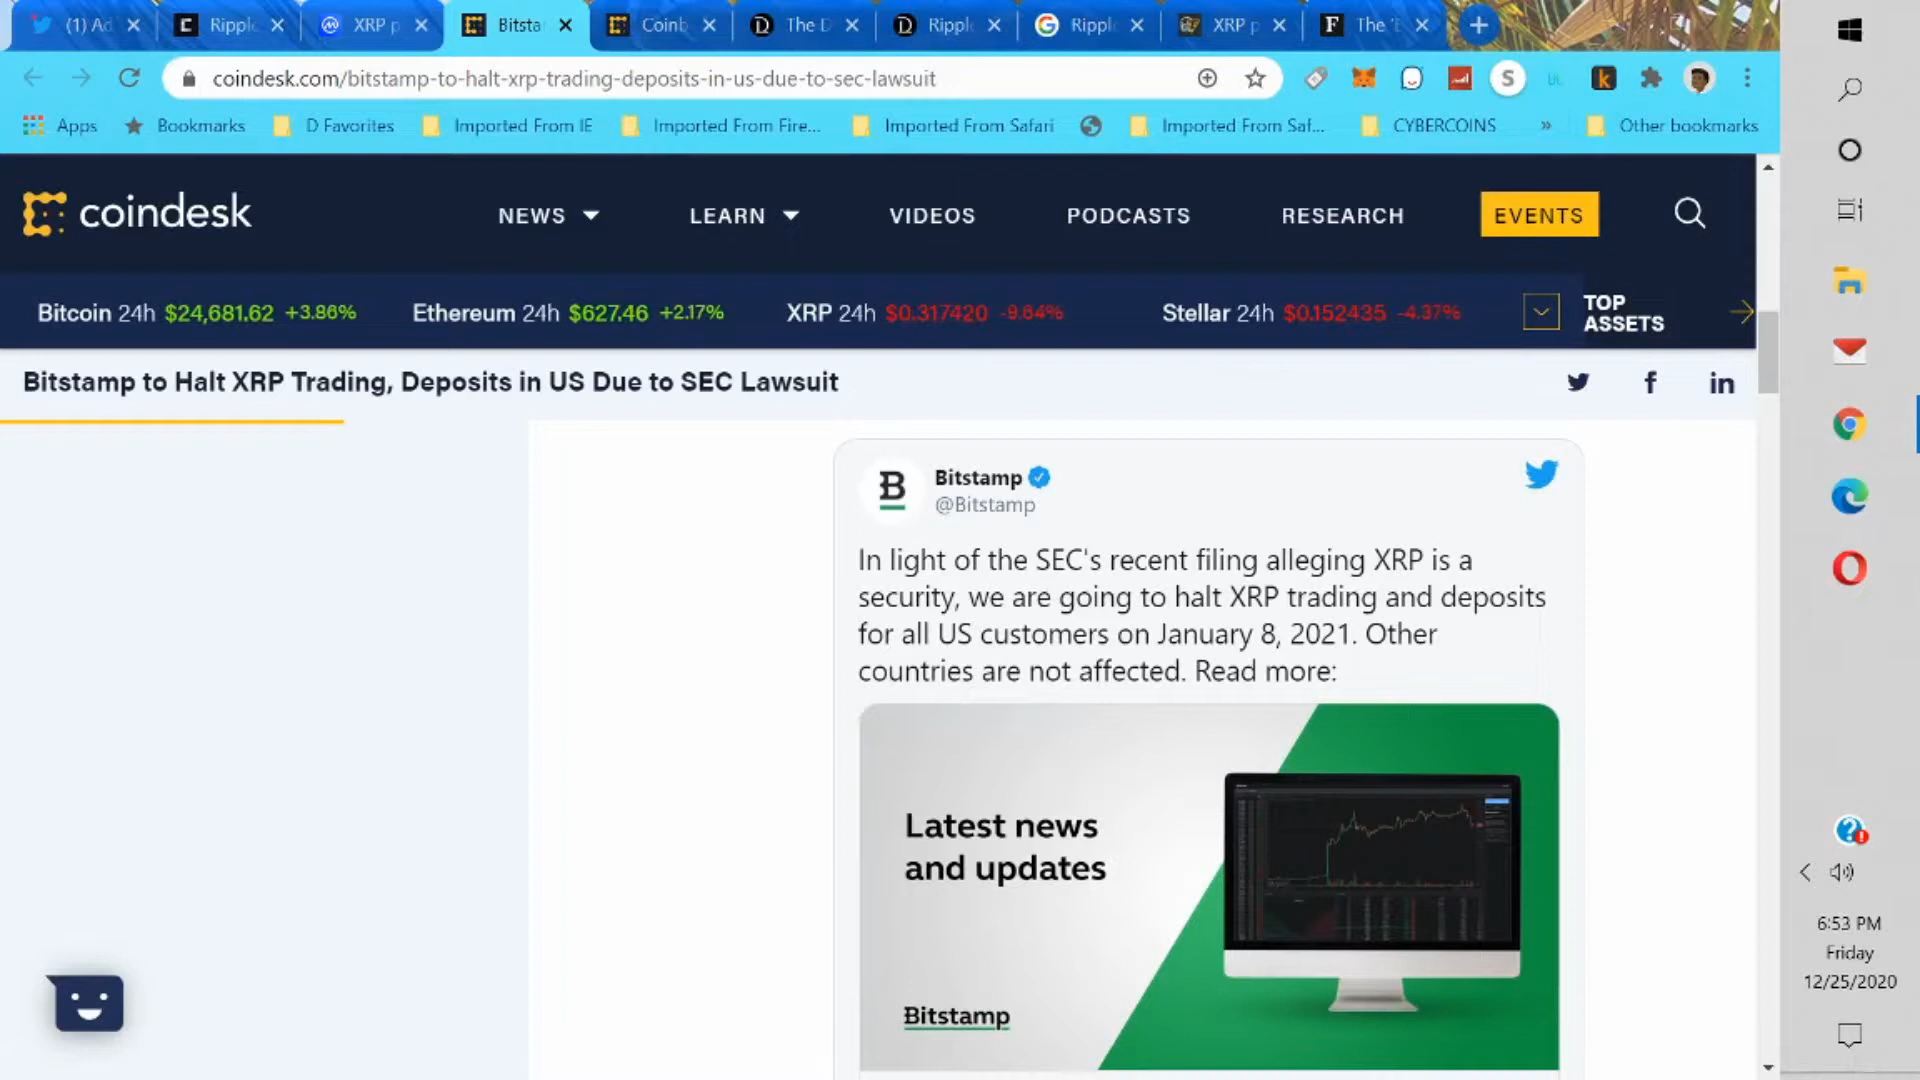 (1) Ad
Ripple
XRP p
Bitsta
Coinb
The D
Ripple
Ripple
XRP p
The 'E
coindesk.com/bitstamp-to-halt-xrp-trading-deposits-in-us-due-to-sec-lawsuit
Apps
Bookmarks
D Favorites
Imported From IE
Imported From Fire...
Imported From Safari
Imported From Saf...
CYBERCOINS
»
Other bookmarks
coindesk
NEWS
LEARN
VIDEOS
PODCASTS
RESEARCH
EVENTS
Bitcoin 24h $24,681.62 +3.86%
Ethereum 24h $627.46 +2.17%
XRP 24h $0.317420 -9.64%
Stellar 24h $0.152435 -4.37%
TOP
ASSETS
Bitstamp to Halt XRP Trading, Deposits in US Due to SEC Lawsuit
Bitstamp
@Bitstamp
In light of the SEC's recent filing alleging XRP is a
security, we are going to halt XRP trading and deposits
for all US customers on January 8, 2021. Other
countries are not affected. Read more:
Latest news
and updates
Bitstamp
6:53 PM
Friday
12/25/2020